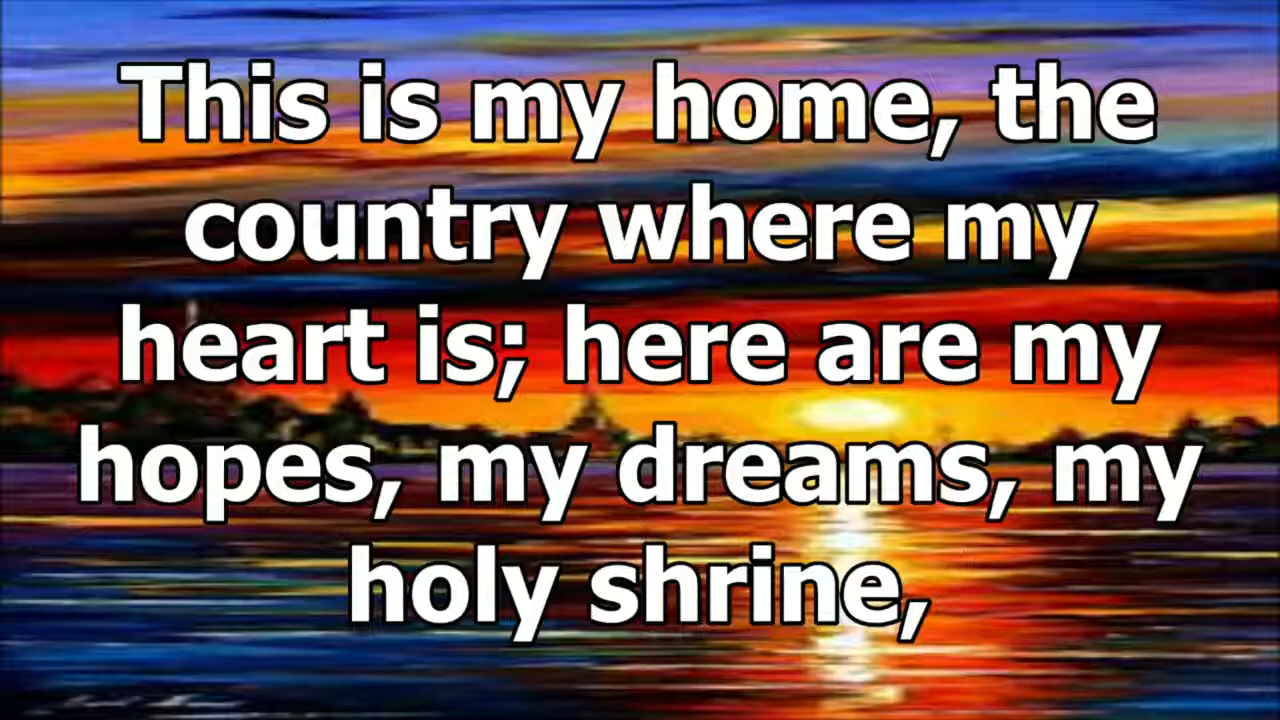 This is my home, the
country where my
heart is; here are my
hopes, my dreams, my
holy shrine,